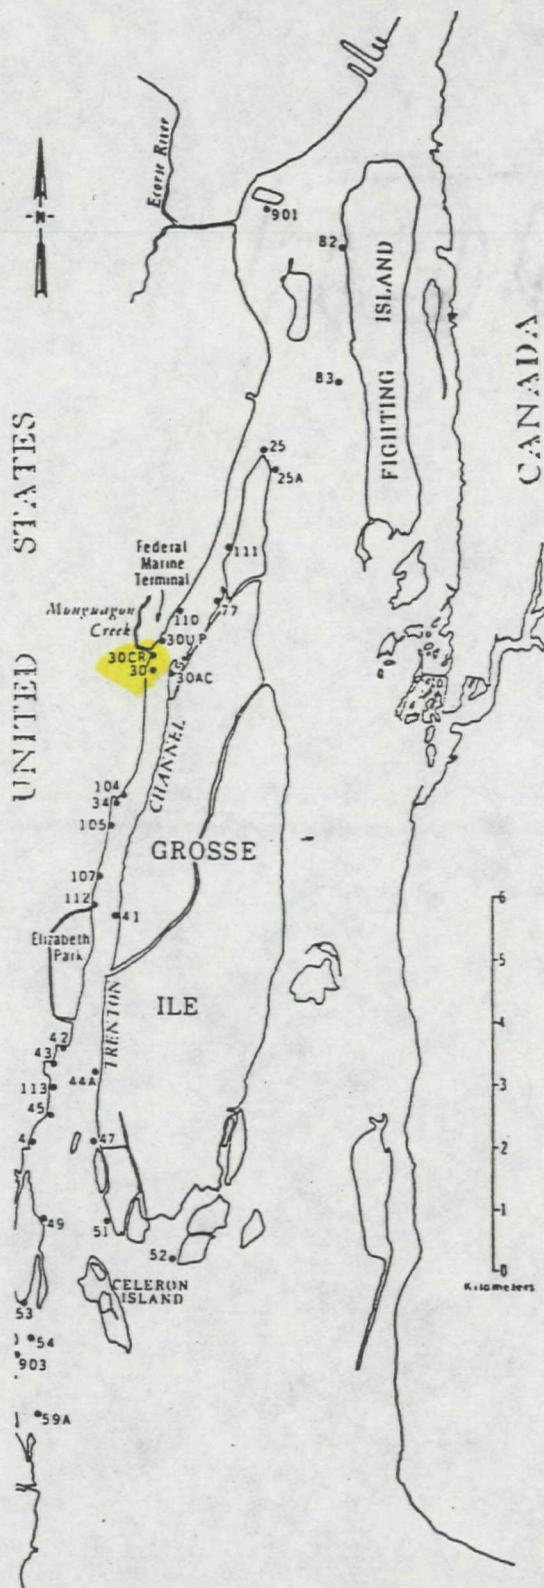 Ecorse River
N
901
82
FIGHTING ISLAND
83
CANADA
UNITED STATES
25
25A
Federal
Marine
Terminal
111
Monguagon
Creek
110
77
30UP
30CR
30
30AC
TRENTON CHANNEL
104
34
105
GROSSE
107
112
41
Elizabeth
Park
6
5
4
3
2
1
0
Kilometers
ILE
42
43
44A
113
45
4
47
49
51
52
CELERON
ISLAND
53
54
903
59A